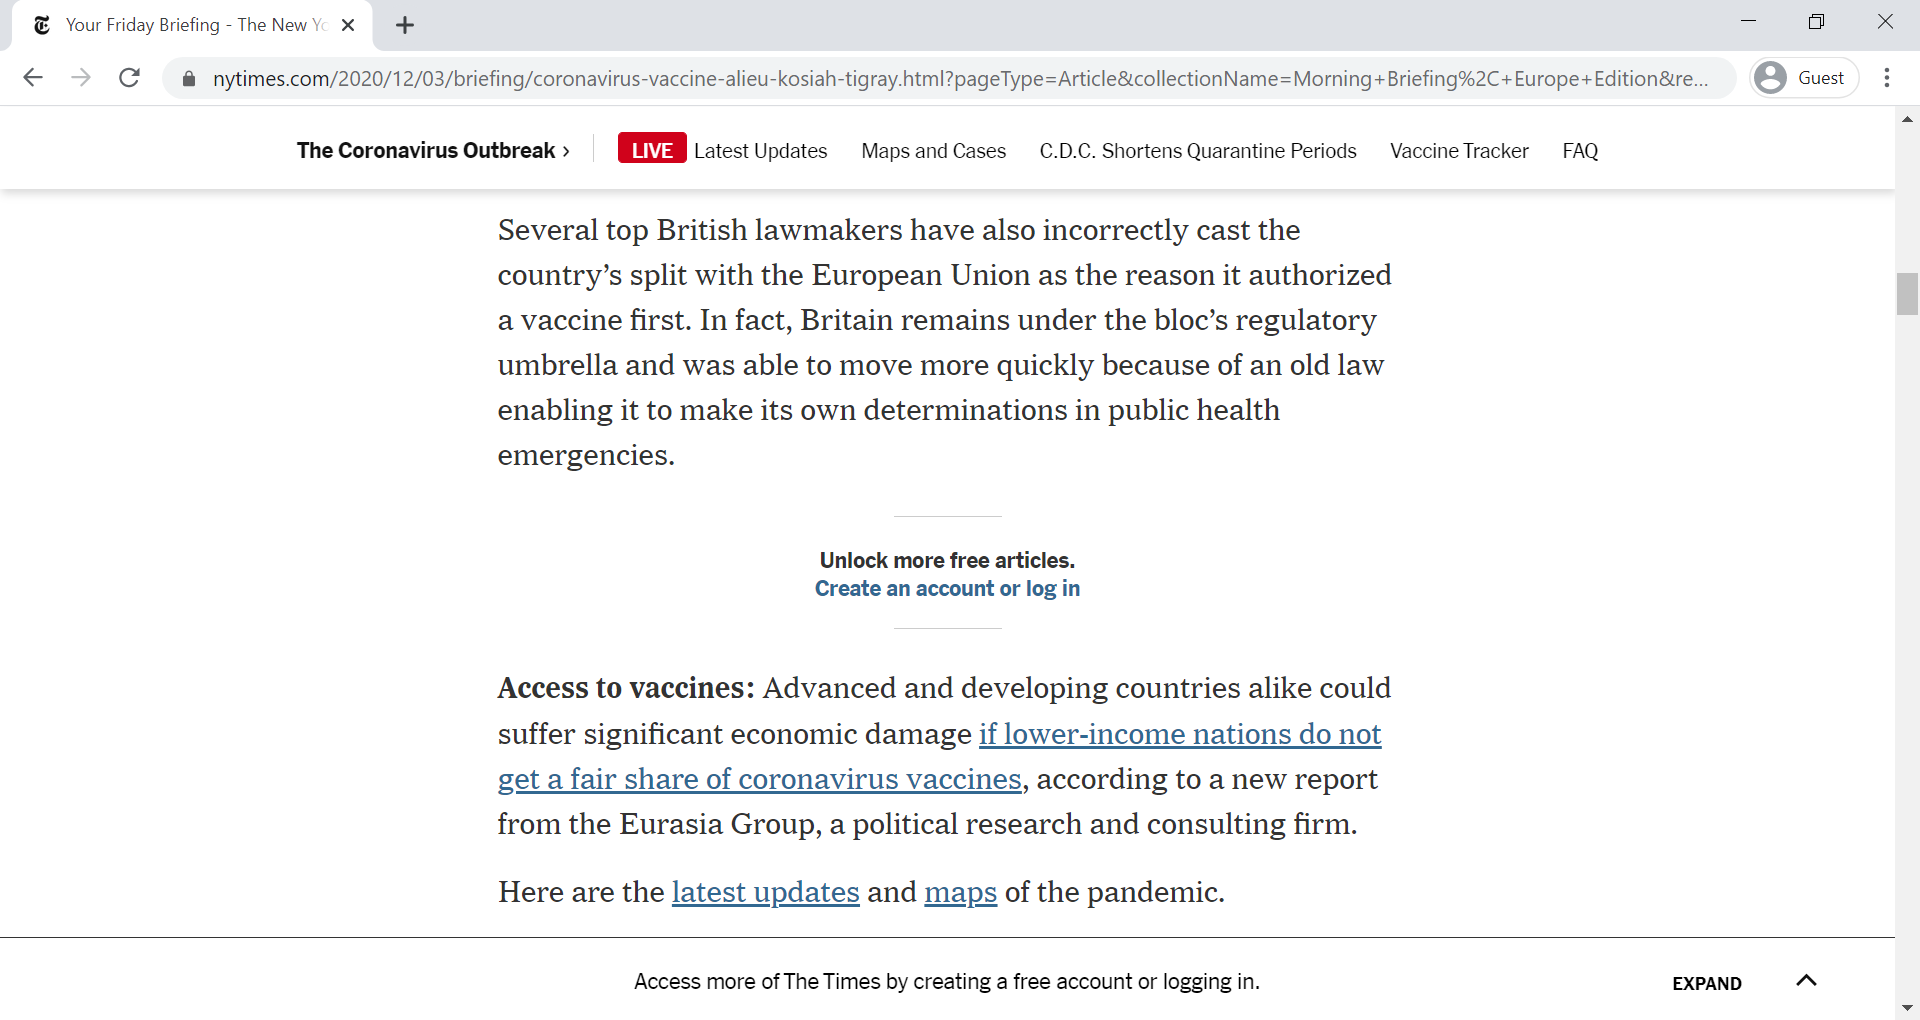 Your Friday Briefing - The New Yo
nytimes.com/2020/12/03/briefing/coronavirus-vaccine-alieu-kosiah-tigray.html?pageType=Article&collectionName=Morning+Briefing%2C+Europe+Edition&re...
Guest
The Coronavirus Outbreak ›
LIVE Latest Updates Maps and Cases C.D.C. Shortens Quarantine Periods Vaccine Tracker FAQ
Several top British lawmakers have also incorrectly cast the
country’s split with the European Union as the reason it authorized
a vaccine first. In fact, Britain remains under the bloc’s regulatory
umbrella and was able to move more quickly because of an old law
enabling it to make its own determinations in public health
emergencies.
Unlock more free articles.
Create an account or log in
Access to vaccines: Advanced and developing countries alike could
suffer significant economic damage if lower-income nations do not
get a fair share of coronavirus vaccines, according to a new report
from the Eurasia Group, a political research and consulting firm.
Here are the latest updates and maps of the pandemic.
Access more of The Times by creating a free account or logging in.
EXPAND